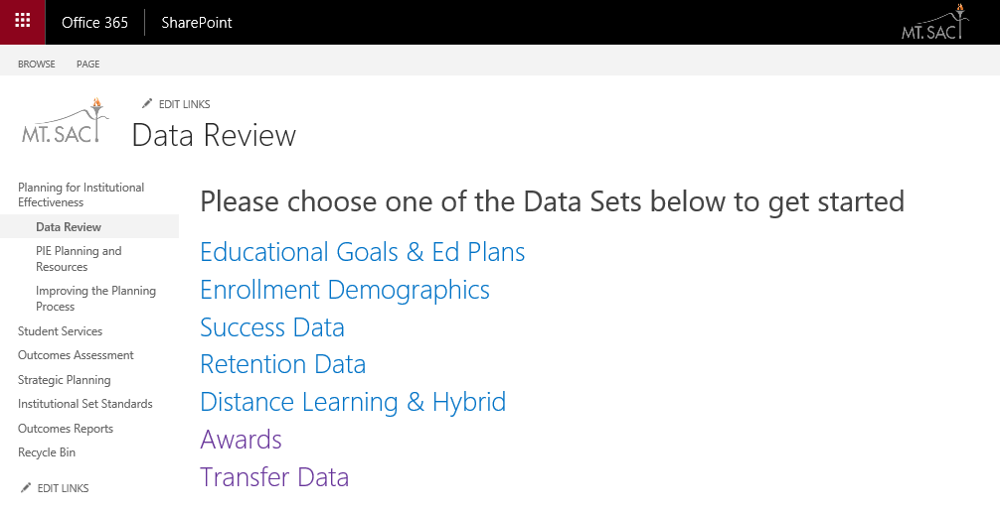 Office 365
SharePoint
MT. SAC
BROWSE
PAGE
MT. SAC
EDIT LINKS
Data Review
Planning for Institutional
Effectiveness
Data Review
PIE Planning and
Resources
Improving the Planning
Process
Student Services
Outcomes Assessment
Strategic Planning
Institutional Set Standards
Outcomes Reports
Recycle Bin
EDIT LINKS
Please choose one of the Data Sets below to get started
Educational Goals & Ed Plans
Enrollment Demographics
Success Data
Retention Data
Distance Learning & Hybrid
Awards
Transfer Data